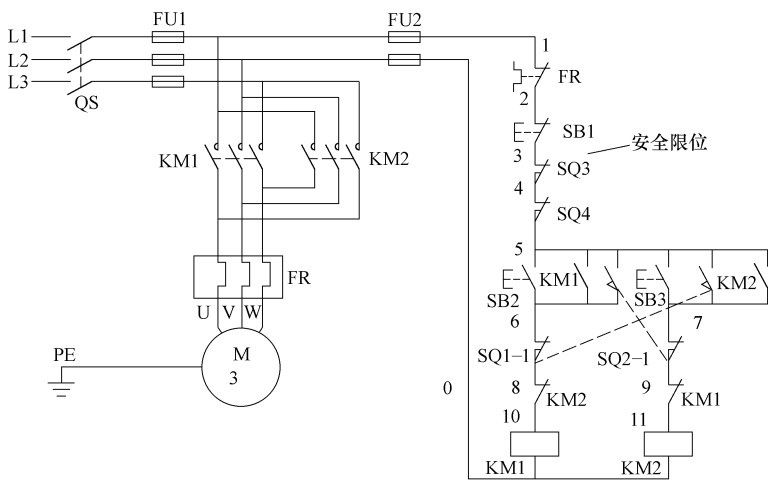 FU1
FU2
L1
L2
L3
QS
1
FR
2
SB1
3
安全限位
SQ3
4
SQ4
KM1
KM2
5
KM1
KM2
SB2
SB3
FR
U V W
6
7
SQ1-1
SQ2-1
M
3
PE
0
8
KM2
9
KM1
10
11
KM1
KM2